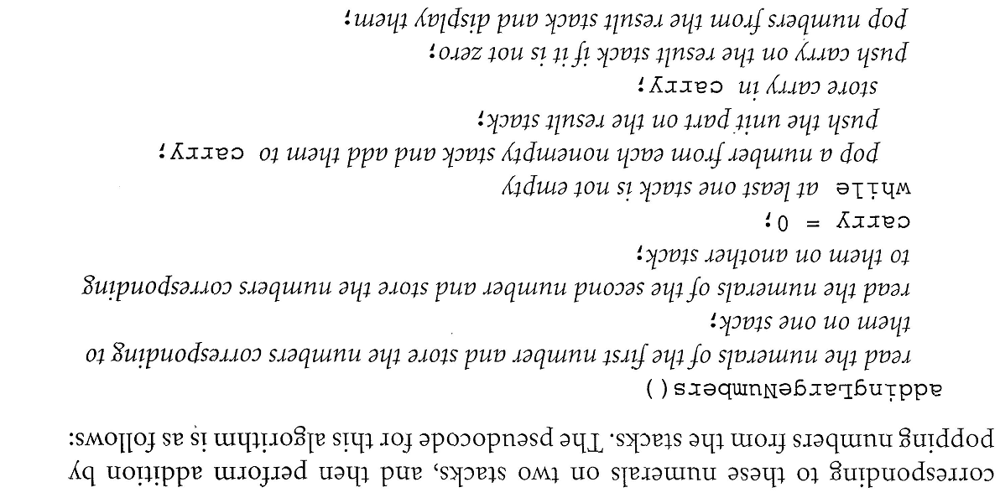 corresponding to these numerals on two stacks, and then perform addition by
popping numbers from the stacks. The pseudocode for this algorithm is as follows:
addingLargeNumbers()
read the numerals of the first number and store the numbers corresponding to
them on one stack;
read the numerals of the second number and store the numbers corresponding
to them on another stack;
carry = 0;
while at least one stack is not empty
pop a number from each nonempty stack and add them to carry;
push the unit part on the result stack;
store carry in carry;
push carry on the result stack if it is not zero;
pop numbers from the result stack and display them;